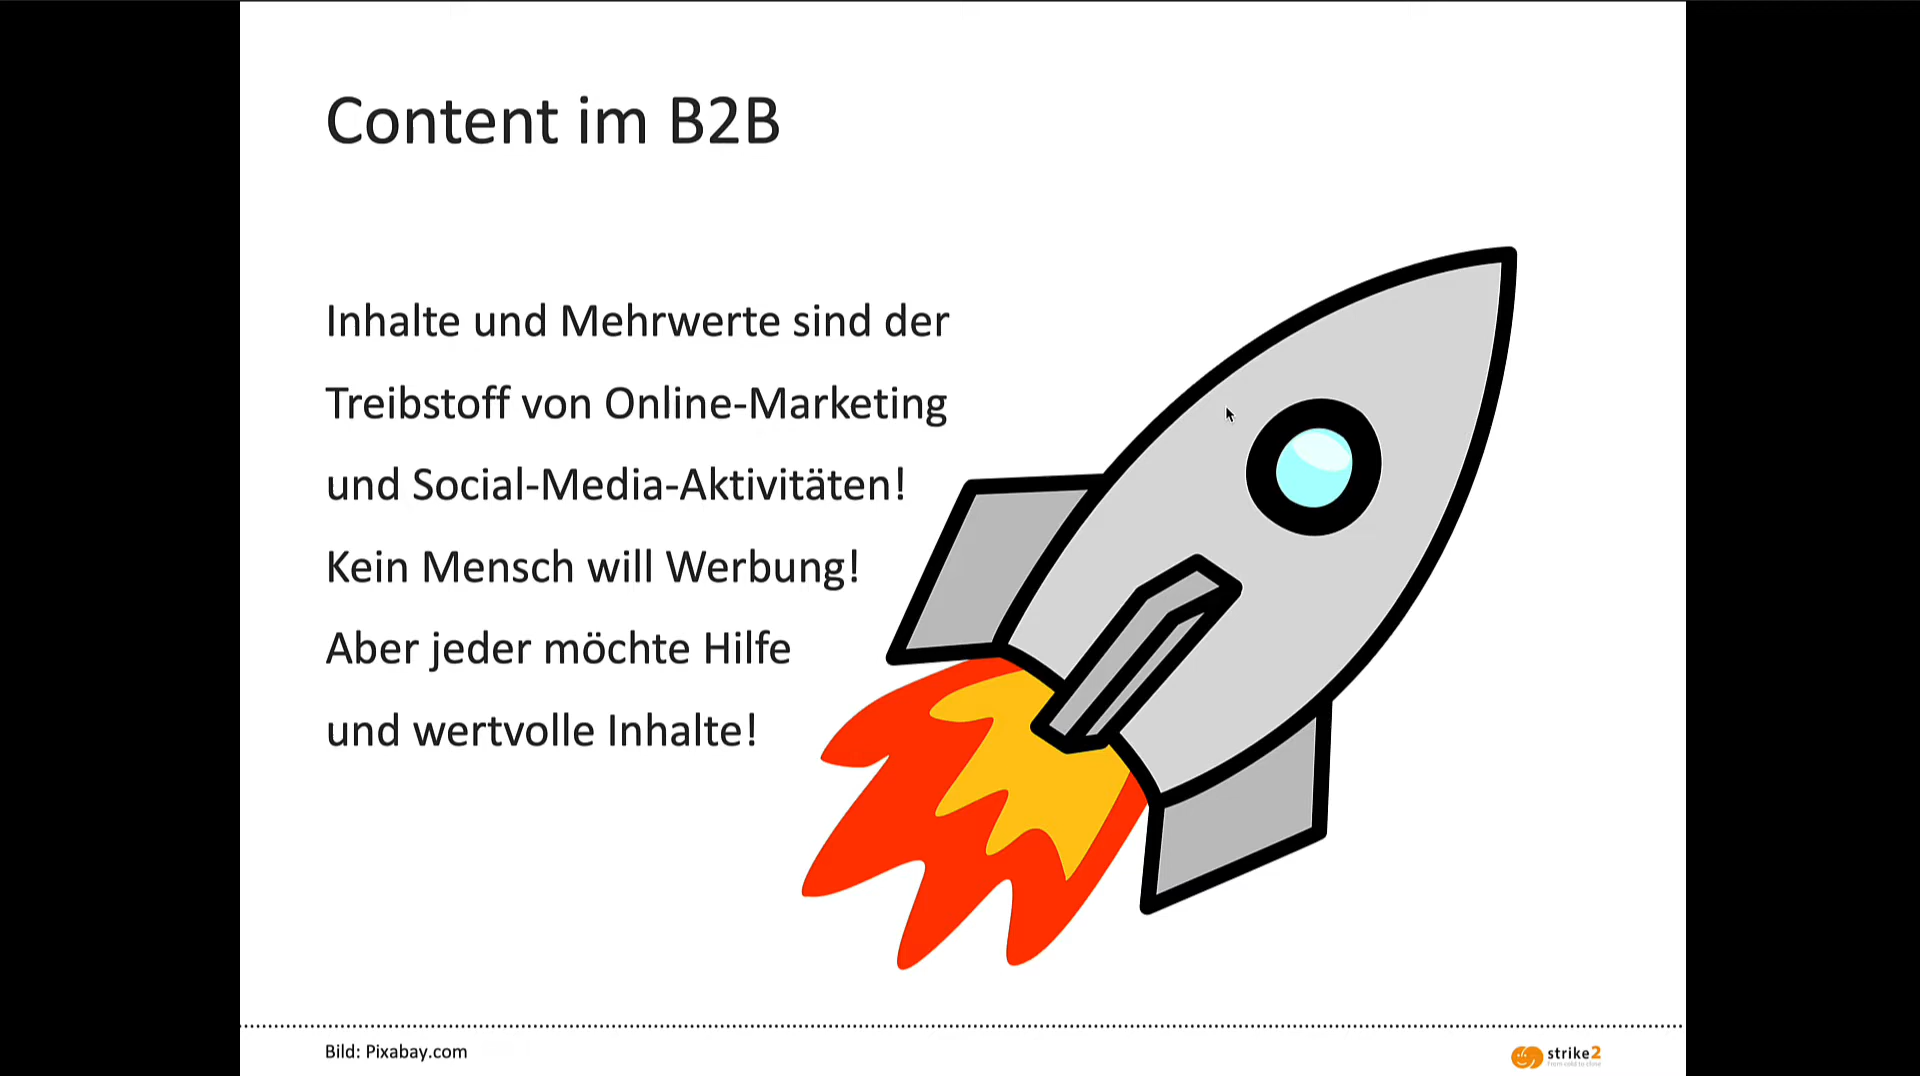 Content im B2B
Inhalte und Mehrwerte sind der
Treibstoff von Online-Marketing
und Social-Media-Aktivitäten!
Kein Mensch will Werbung!
Aber jeder möchte Hilfe
und wertvolle Inhalte!
Bild: Pixabay.com
strike2